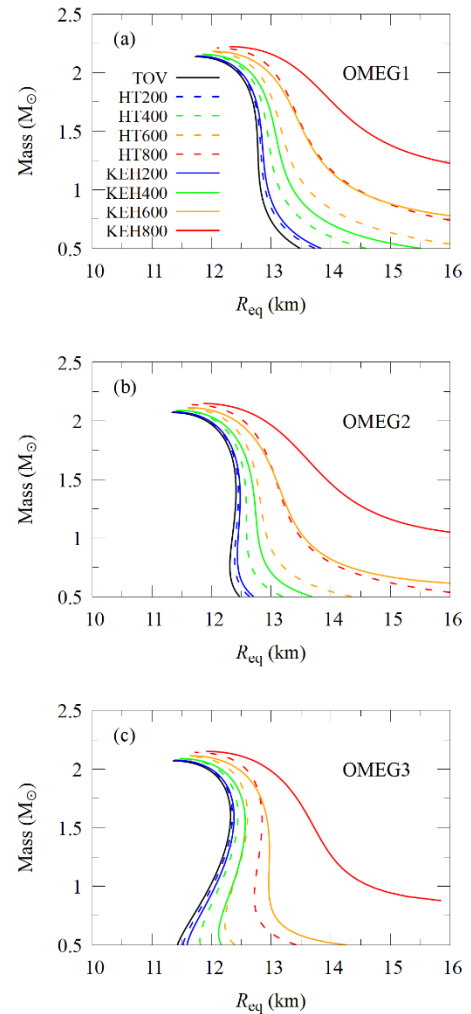 (a)
OMEG1
TOV
HT200
HT400
HT600
HT800
KEH200
KEH400
KEH600
KEH800
Mass (M☉)
2.5
2
1.5
1
0.5
10 11 12 13 14 15 16
Req (km)
(b)
OMEG2
Mass (M☉)
2.5
2
1.5
1
0.5
10 11 12 13 14 15 16
Req (km)
(c)
OMEG3
Mass (M☉)
2.5
2
1.5
1
0.5
10 11 12 13 14 15 16
Req (km)